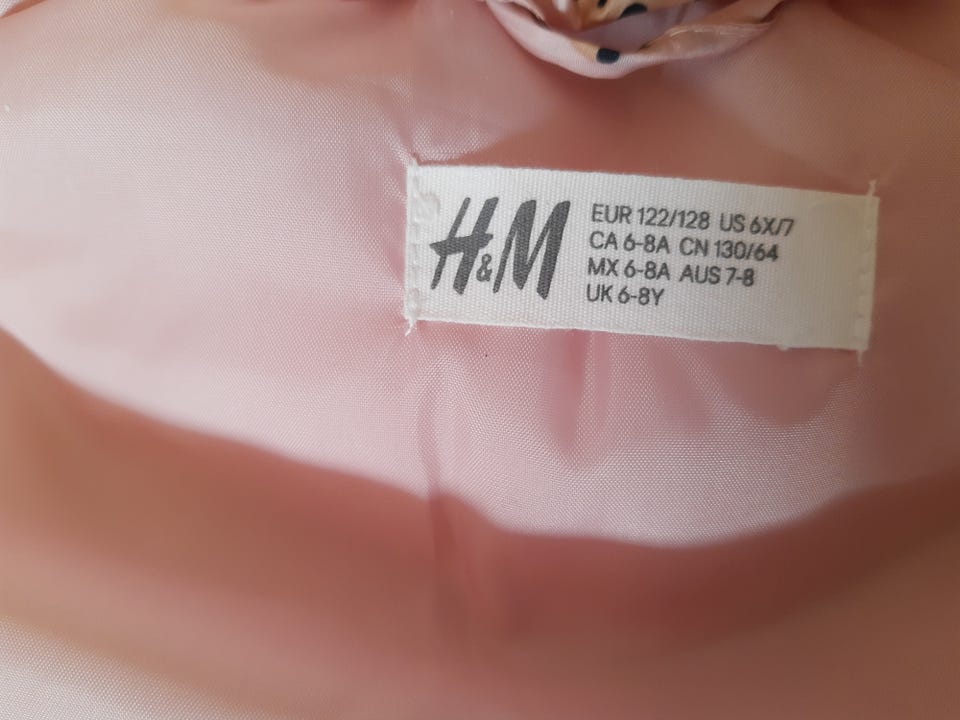 H&M
EUR 122/128 US 6X/7
CA 6-8A CN 130/64
MX 6-8A AUS 7-8
UK 6-8Y